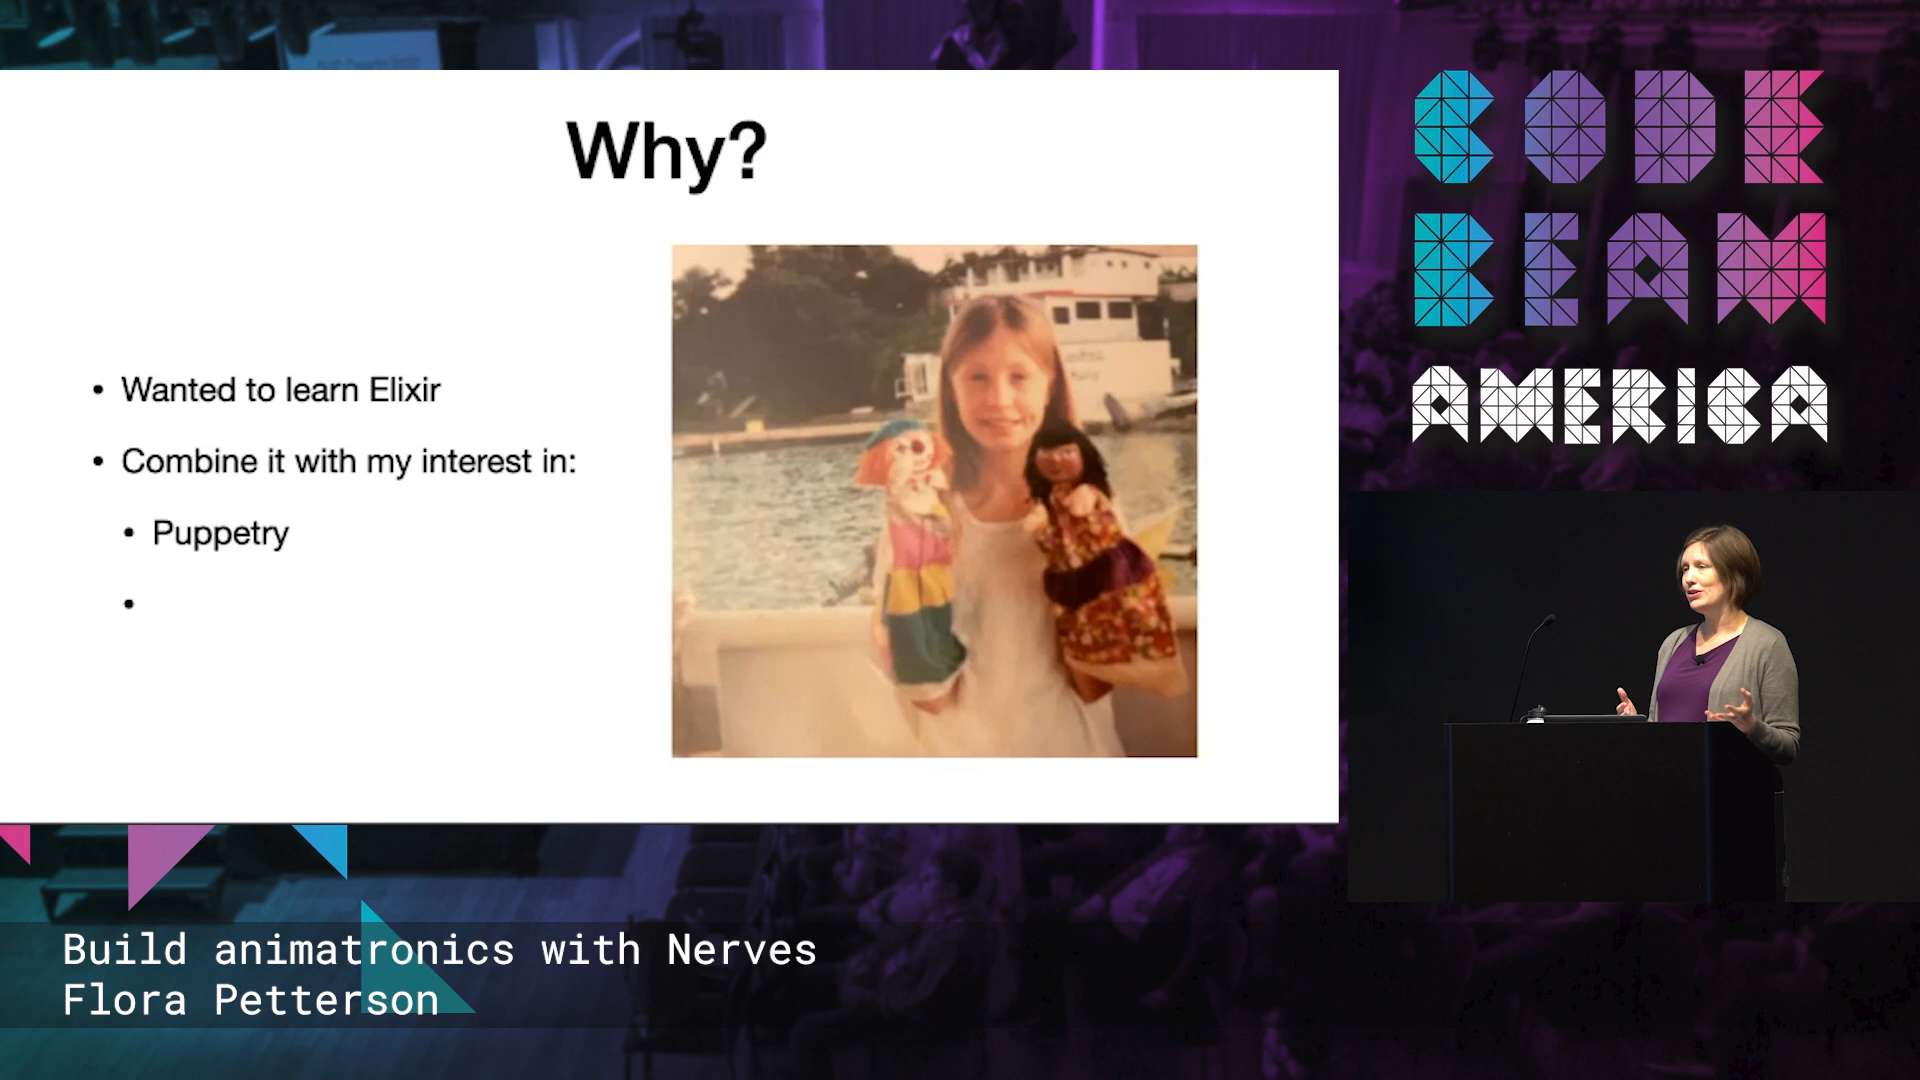 Why?
• Wanted to learn Elixir
• Combine it with my interest in:
• Puppetry
•
CODE
BEAM
AMERICA
Build animatronics with Nerves
Flora Petterson